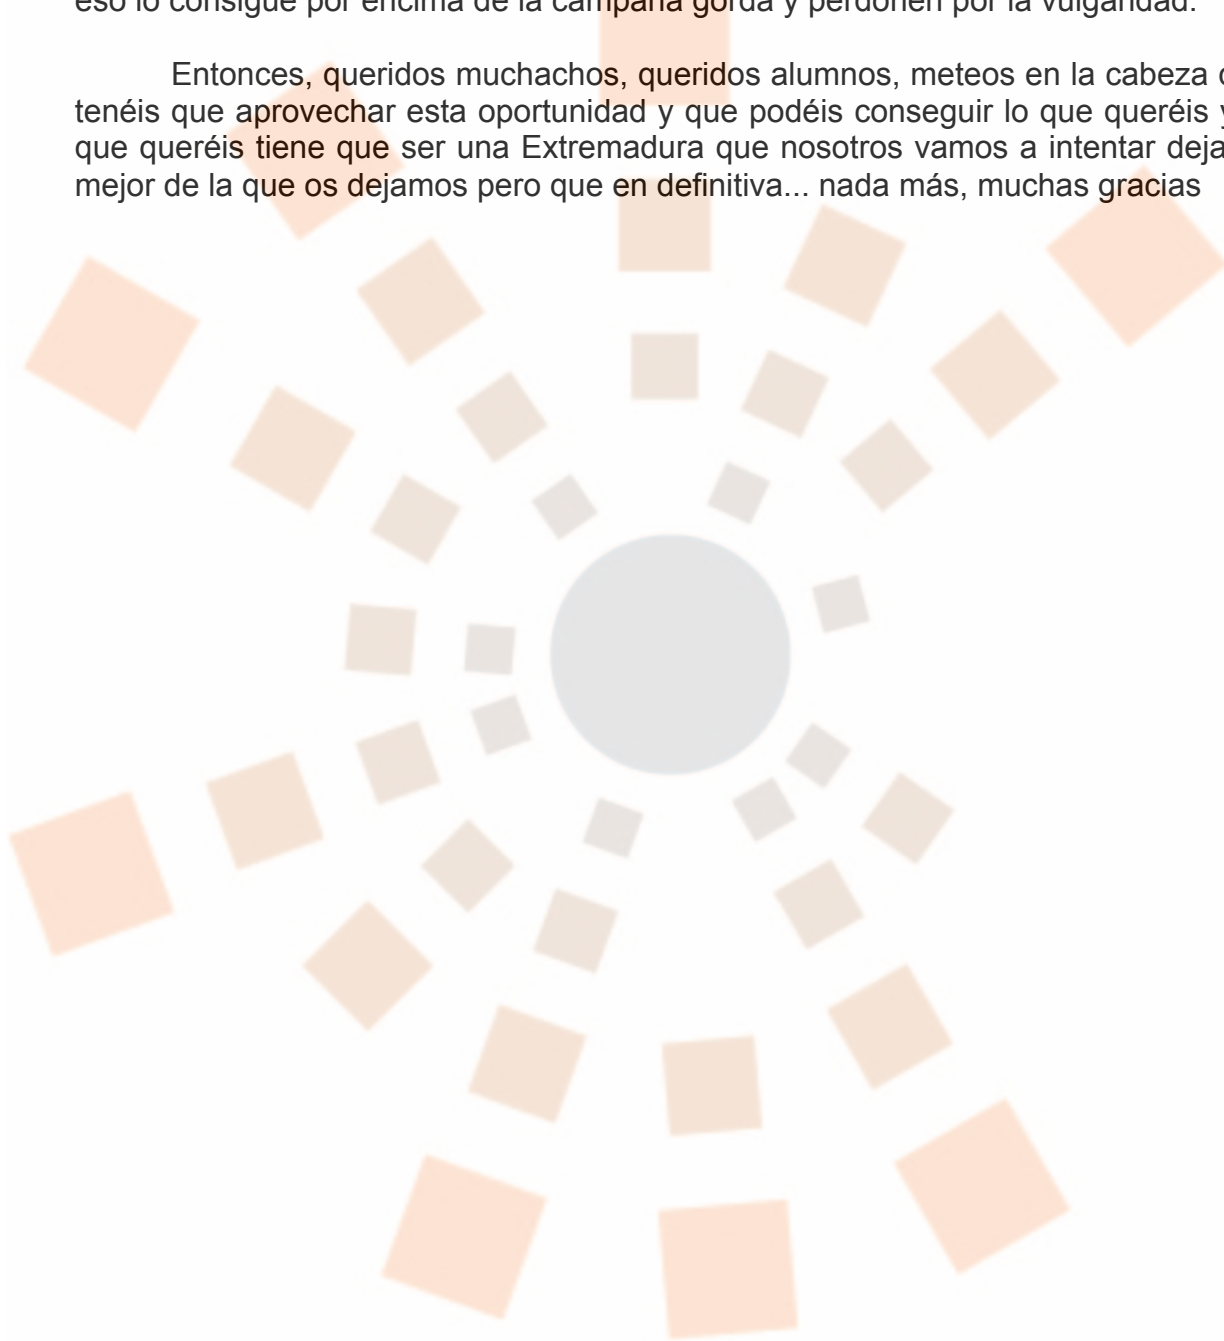 eso lo consigue por encima de la campana gorda y perdonen por la vulgaridad.
Entonces, queridos muchachos, queridos alumnos, meteos en la cabeza
tenéis que aprovechar esta oportunidad y que podéis conseguir lo que queréis
que queréis tiene que ser una Extremadura que nosotros vamos a intentar
mejor de la que os dejamos pero que en definitiva... nada más, muchas gracias